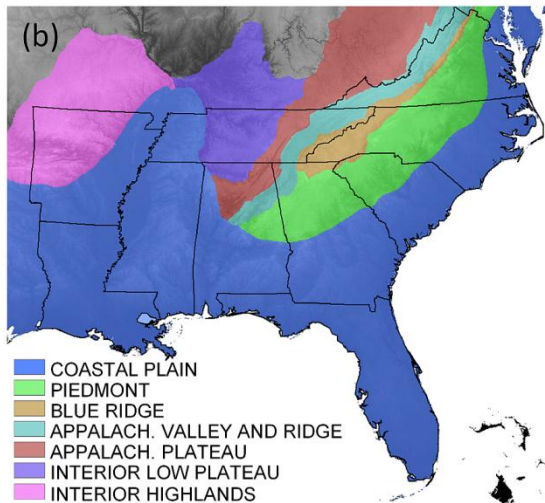 (b)
COASTAL PLAIN
PIEDMONT
BLUE RIDGE
APPALACH. VALLEY AND RIDGE
APPALACH. PLATEAU
INTERIOR LOW PLATEAU
INTERIOR HIGHLANDS